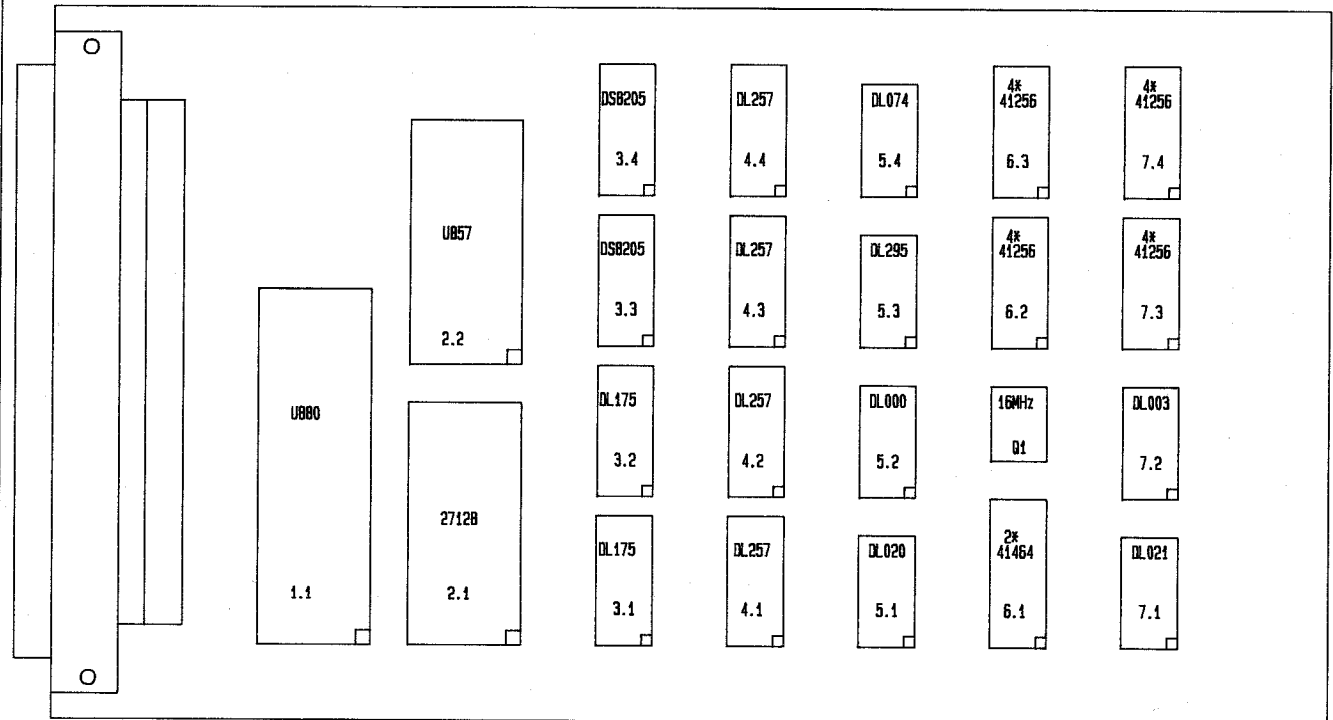 DS8205
3.4
DL257
4.4
DL074
5.4
4*
41256
6.3
4*
41256
7.4
U857
2.2
DS8205
3.3
DL257
4.3
DL295
5.3
4*
41256
6.2
4*
41256
7.3
U880
1.1
DL175
3.2
DL257
4.2
DL000
5.2
16MHz
Q1
DL003
7.2
27128
2.1
DL175
3.1
DL257
4.1
DL020
5.1
2*
41464
6.1
DL021
7.1